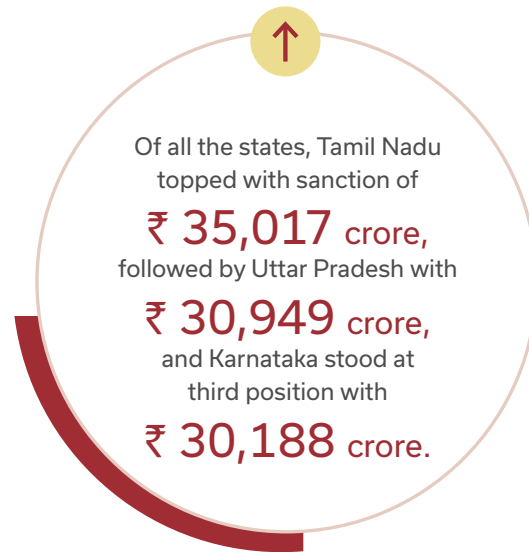 Of all the states, Tamil Nadu
topped with sanction of
₹ 35,017 crore,
followed by Uttar Pradesh with
₹ 30,949 crore,
and Karnataka stood at
third position with
₹ 30,188 crore.